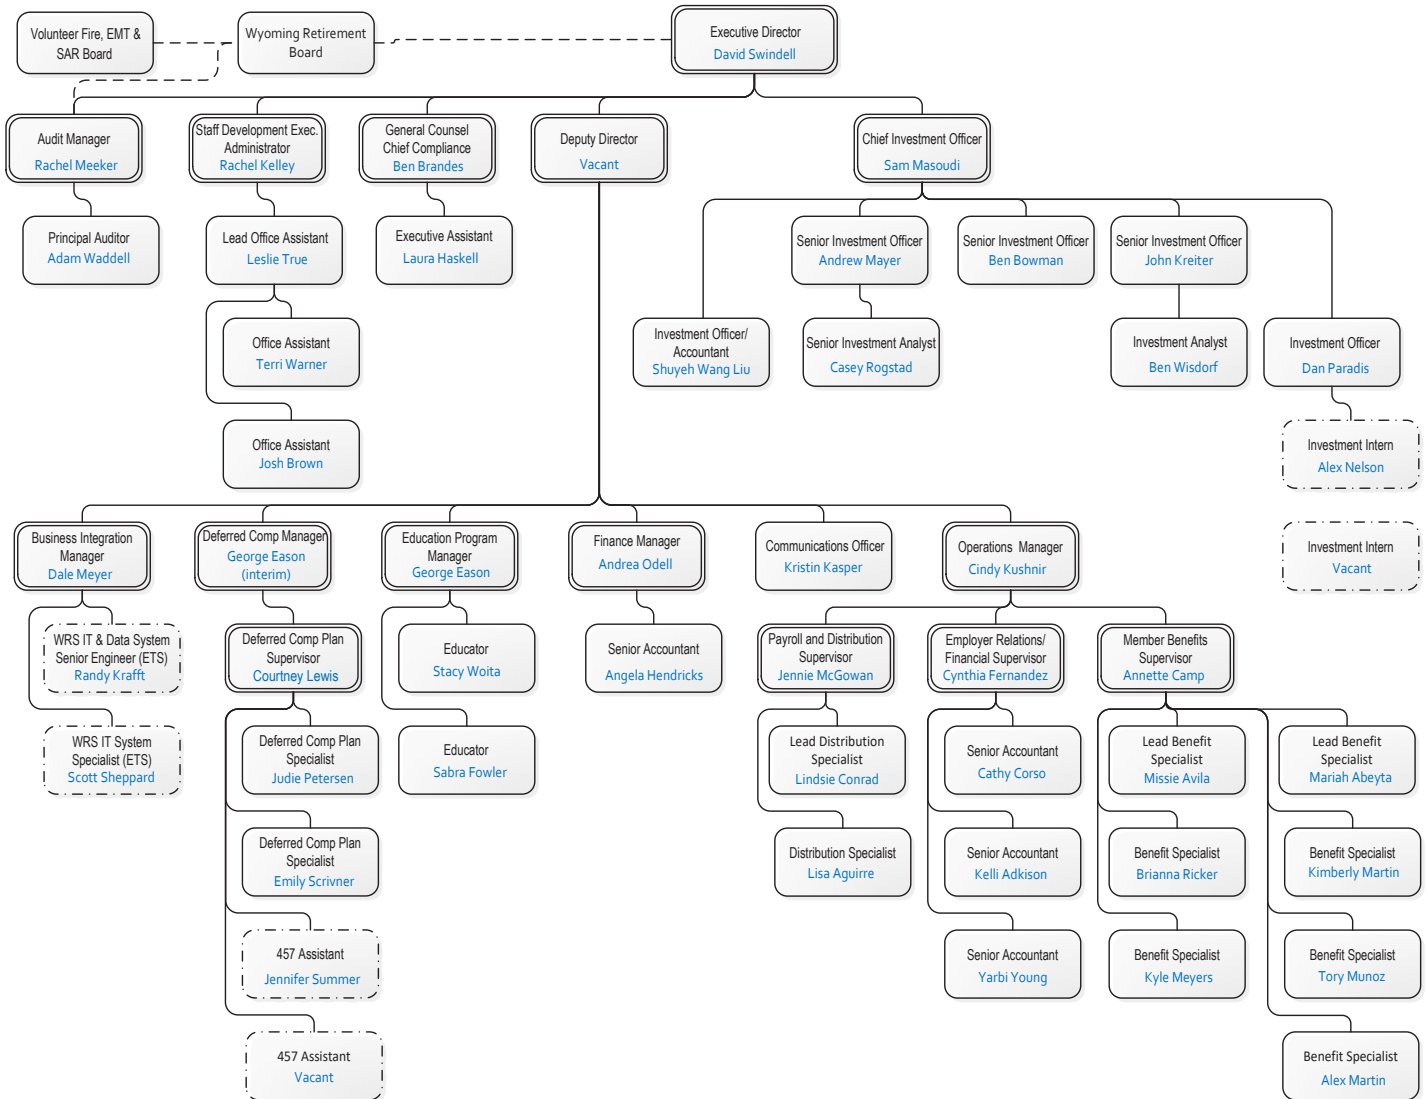 Volunteer Fire, EMT &
SAR Board
Wyoming Retirement
Board
Executive Director
David Swindell
Audit Manager
Rachel Meeker
Staff Development Exec.
Administrator
Rachel Kelley
General Counsel
Chief Compliance
Ben Brandes
Deputy Director
Vacant
Chief Investment Officer
Sam Masoudi
Principal Auditor
Adam Waddell
Lead Office Assistant
Leslie True
Executive Assistant
Laura Haskell
Senior Investment Officer
Andrew Mayer
Senior Investment Officer
Ben Bowman
Senior Investment Officer
John Kreiter
Office Assistant
Terri Warner
Investment Officer/
Accountant
Shuyeh Wang Liu
Senior Investment Analyst
Casey Rogstad
Investment Analyst
Ben Wisdorf
Investment Officer
Dan Paradis
Office Assistant
Josh Brown
Investment Intern
Alex Nelson
Business Integration
Manager
Dale Meyer
Deferred Comp Manager
George Eason
(interim)
Education Program
Manager
George Eason
Finance Manager
Andrea Odell
Communications Officer
Kristin Kasper
Operations  Manager
Cindy Kushnir
Investment Intern
Vacant
WRS IT & Data System
Senior Engineer (ETS)
Randy Krafft
Deferred Comp Plan
Supervisor
Courtney Lewis
Educator
Stacy Woita
Senior Accountant
Angela Hendricks
Payroll and Distribution
Supervisor
Jennie McGowan
Employer Relations/
Financial Supervisor
Cynthia Fernandez
Member Benefits
Supervisor
Annette Camp
WRS IT System
Specialist (ETS)
Scott Sheppard
Deferred Comp Plan
Specialist
Judie Petersen
Educator
Sabra Fowler
Lead Distribution
Specialist
Lindsie Conrad
Senior Accountant
Cathy Corso
Lead Benefit
Specialist
Missie Avila
Lead Benefit
Specialist
Mariah Abeyta
Deferred Comp Plan
Specialist
Emily Scrivner
Distribution Specialist
Lisa Aguirre
Senior Accountant
Kelli Adkison
Benefit Specialist
Brianna Ricker
Benefit Specialist
Kimberly Martin
457 Assistant
Jennifer Summer
Senior Accountant
Yarbi Young
Benefit Specialist
Kyle Meyers
Benefit Specialist
Tory Munoz
457 Assistant
Vacant
Benefit Specialist
Alex Martin